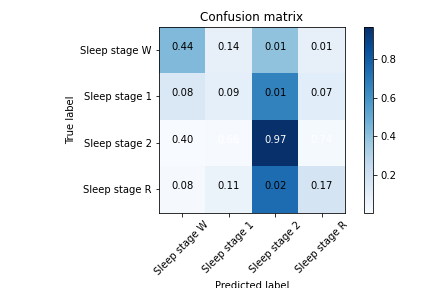 Confusion matrix
Sleep stage W 0.44 0.14 0.01 0.01
Sleep stage 1 0.08 0.09 0.01 0.07
Sleep stage 2 0.40 0.97
Sleep stage R 0.08 0.11 0.02 0.17
Sleep stage W Sleep stage 1 Sleep stage 2 Sleep stage R
True label
Predicted label
0.8
0.6
0.4
0.2